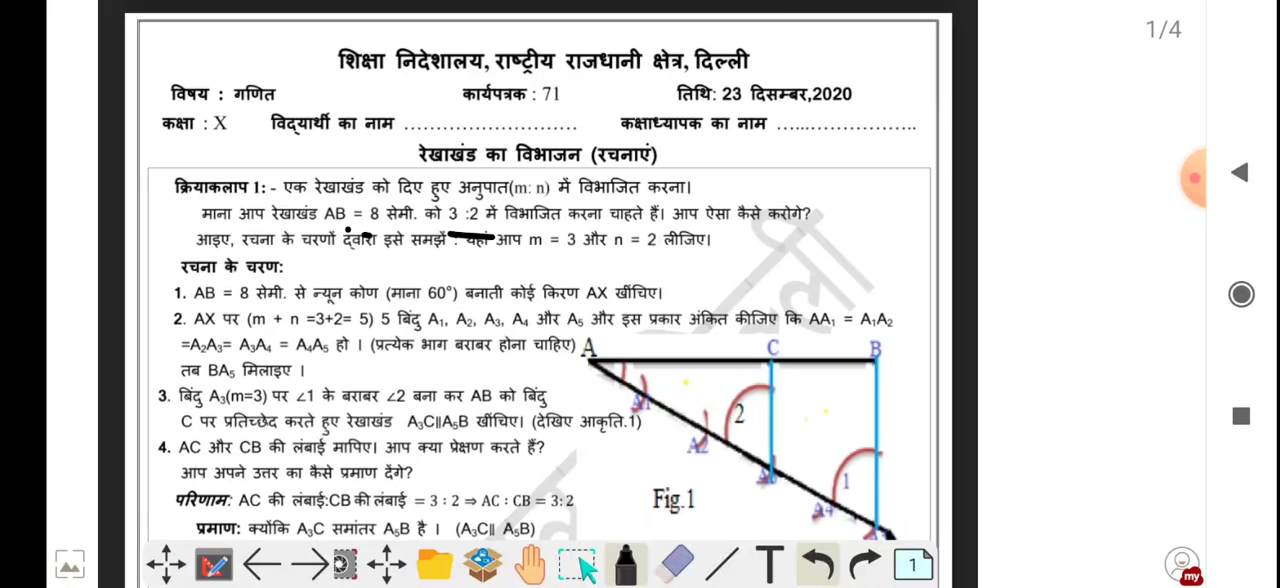 1/4
शिक्षा निदेशालय, राष्ट्रीय राजधानी क्षेत्र, दिल्ली
विषय : गणित कार्यपत्रक : 71 तिथि: 23 दिसम्बर,2020
कक्षा : X विद्यार्थी का नाम ............................ कक्षाध्यापक का नाम ......................
रेखाखंड का विभाजन (रचनाएं)
क्रियाकलाप 1: - एक रेखाखंड को दिए हुए अनुपात(m: n) में विभाजित करना।
माना आप रेखाखंड AB = 8 सेमी. को 3 :2 में विभाजित करना चाहते हैं। आप ऐसा कैसे करोगे?
आइए, रचना के चरणों द्वारा इसे समझें : यहां आप m = 3 और n = 2 लीजिए।
रचना के चरण:
1. AB = 8 सेमी. से न्यून कोण (माना 60°) बनाती कोई किरण AX खींचिए।
2. AX पर (m + n =3+2= 5) 5 बिंदु A₁, A₂, A₃, A₄ और A₅ और इस प्रकार अंकित कीजिए कि AA₁ = A₁A₂
=A₂A₃= A₃A₄ = A₄A₅ हो । (प्रत्येक भाग बराबर होना चाहिए)
तब BA₅ मिलाइए ।
3. बिंदु A₃(m=3) पर ∠1 के बराबर ∠2 बना कर AB को बिंदु
C पर प्रतिच्छेद करते हुए रेखाखंड A₃C∥A₅B खींचिए। (देखिए आकृति.1)
4. AC और CB की लंबाई मापिए। आप क्या प्रेक्षण करते हैं?
आप अपने उत्तर का कैसे प्रमाण देंगे?
परिणाम: AC की लंबाई:CB की लंबाई = 3 : 2 ⇒ AC : CB = 3: 2
प्रमाण: क्योंकि A₃C समांतर A₅B है । (A₃C∥ A₅B)
A C B
A1 2
A2
1
A4
Fig.1
T 1
my